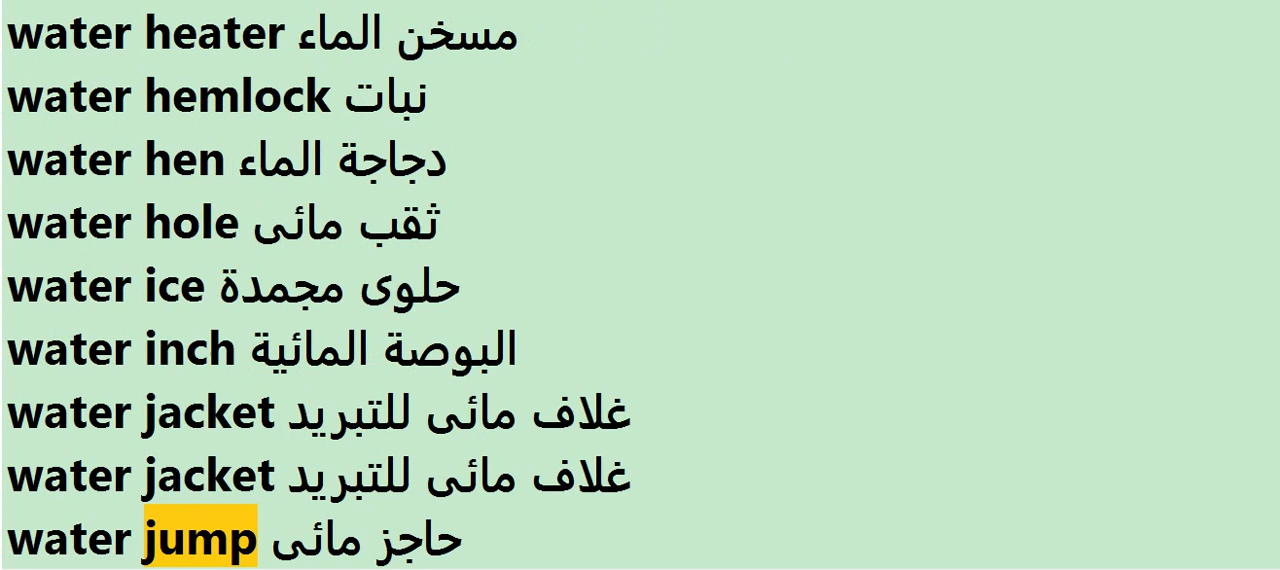 water heater مسخن الماء
water hemlock نبات
water hen دجاجة الماء
water hole ثقب مائى
water ice حلوى مجمدة
water inch البوصة المائية
water jacket غلاف مائى للتبريد
water jacket غلاف مائى للتبريد
water jump حاجز مائى